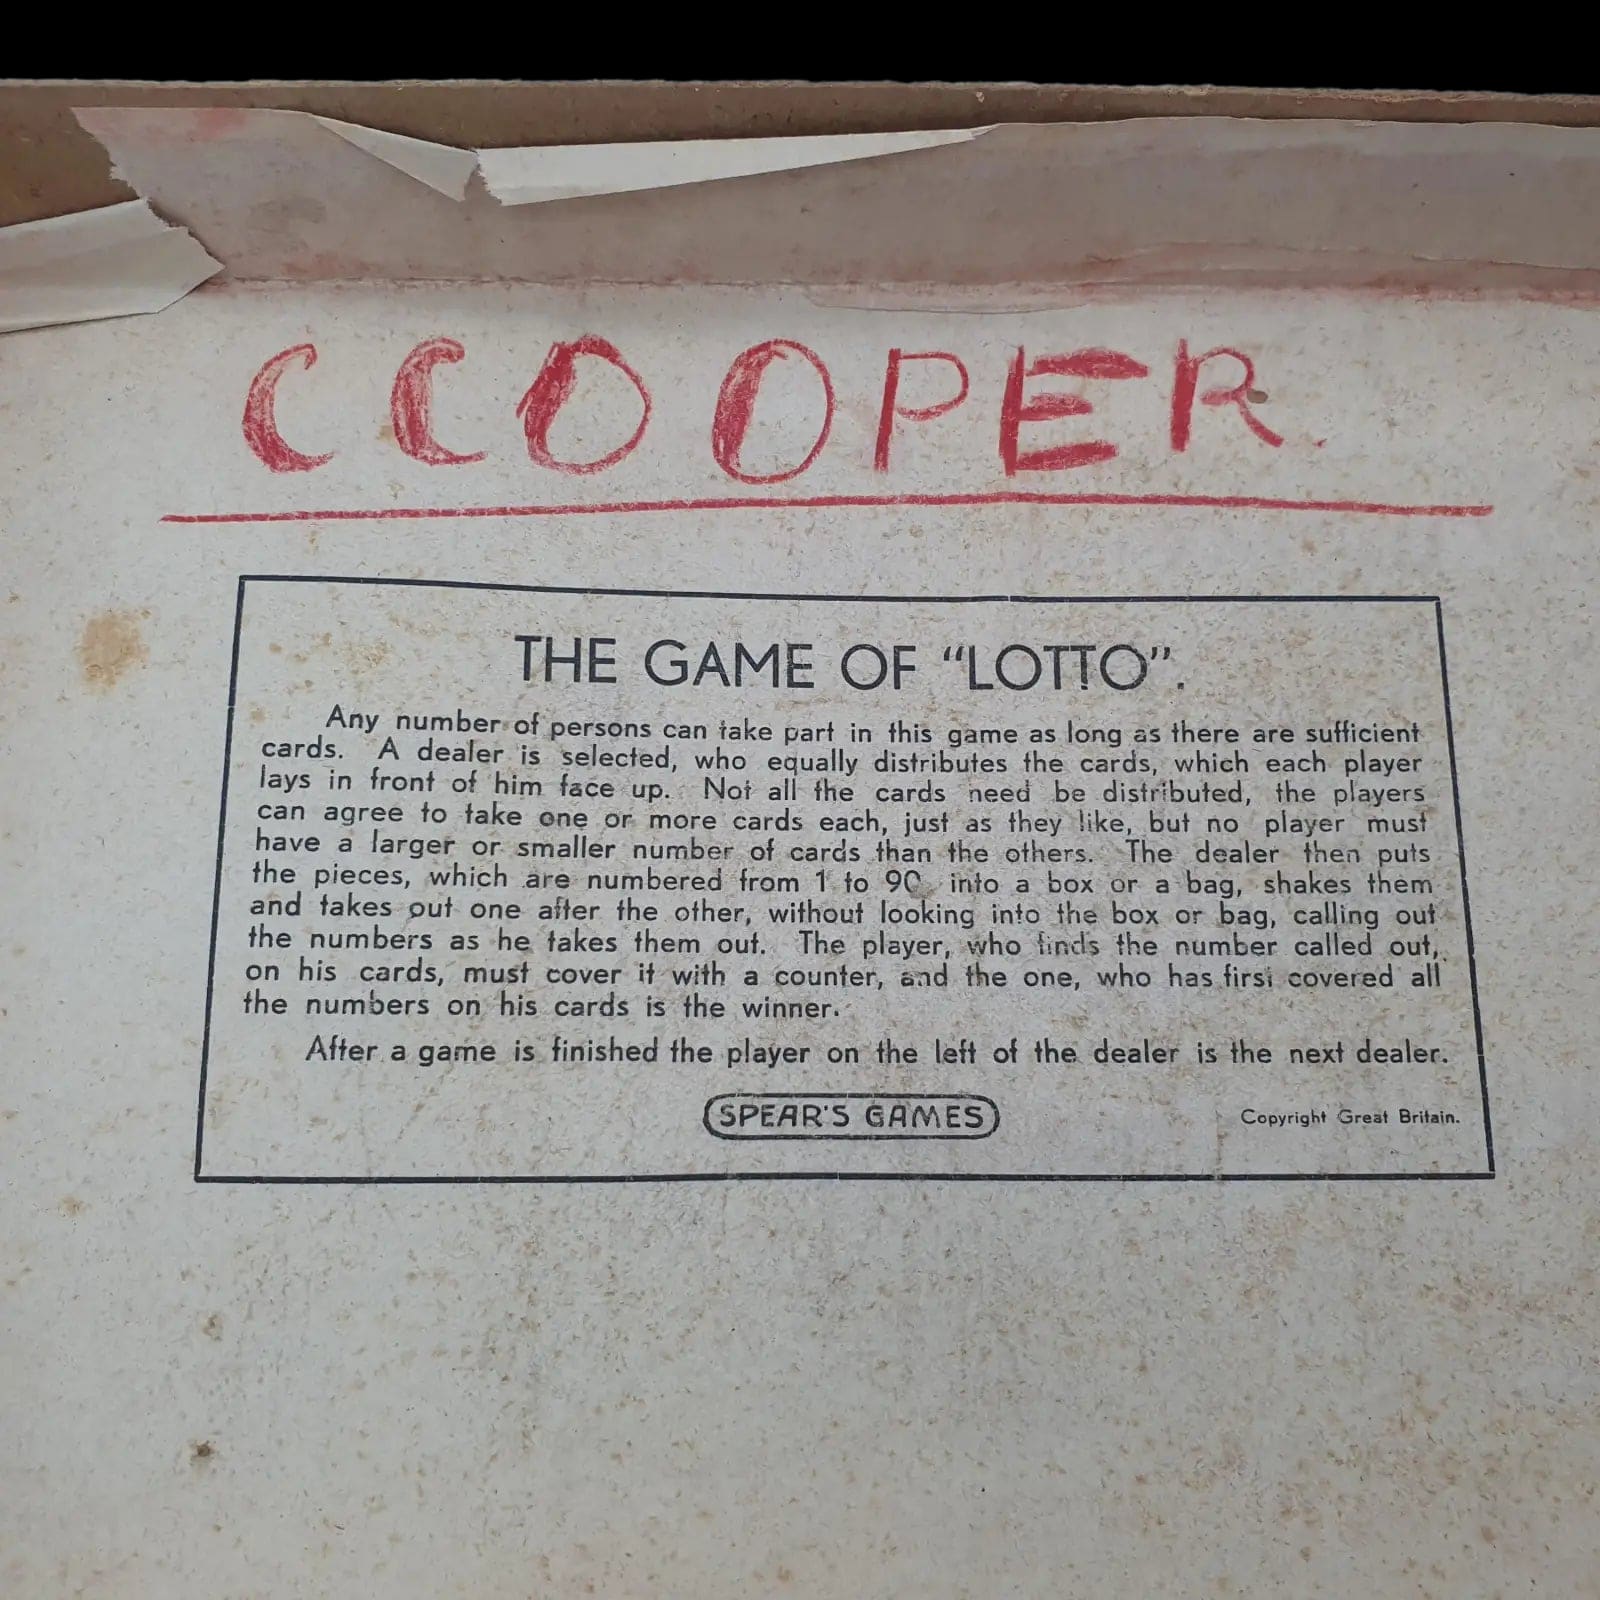 CCOOPER.
THE GAME OF "LOTTO".
Any number of persons can take part in this game as long as there are sufficient
cards. A dealer is selected, who equally distributes the cards, which each player
lays in front of him face up. Not all the cards need be distributed, the players
can agree to take one or more cards each, just as they like, but no player must
have a larger or smaller number of cards than the others. The dealer then puts
the pieces, which are numbered from 1 to 90 into a box or a bag, shakes them
and takes out one after the other, without looking into the box or bag, calling out
the numbers as he takes them out. The player, who finds the number called out,
on his cards, must cover it with a counter, and the one, who has first covered all
the numbers on his cards is the winner.
After a game is finished the player on the left of the dealer is the next dealer.
SPEAR'S GAMES
Copyright Great Britain.